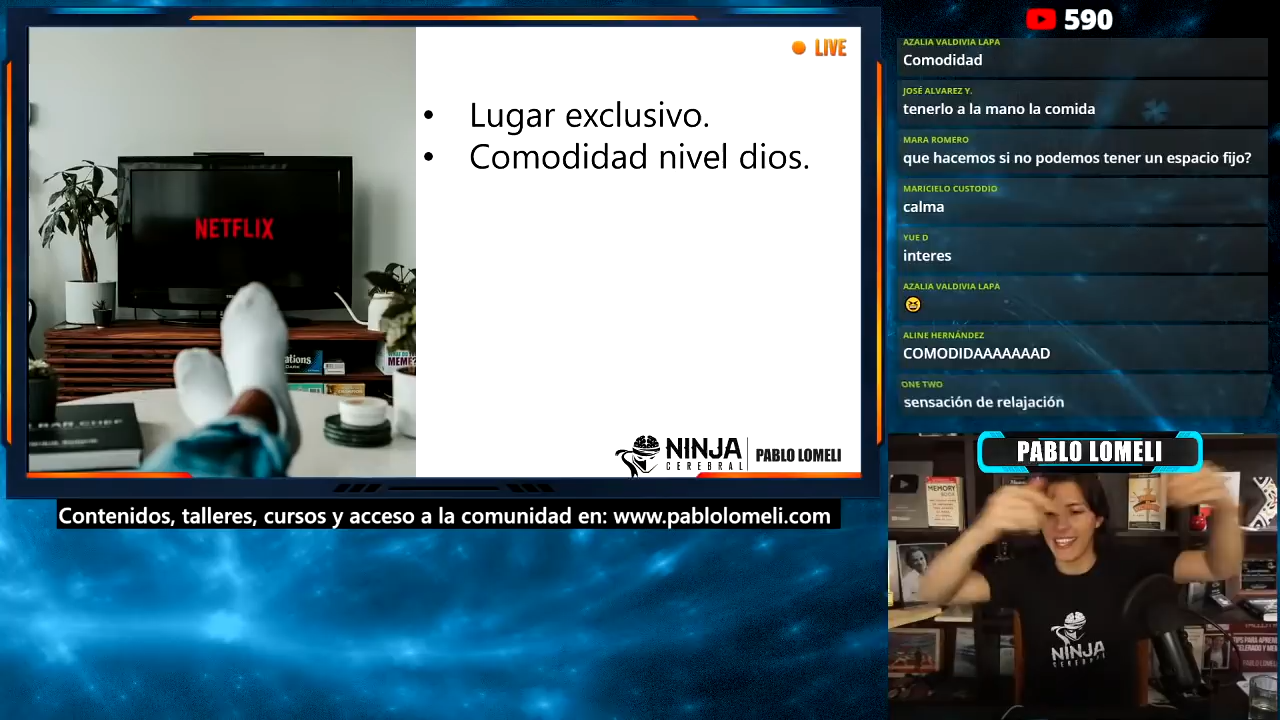 590
LIVE
• Lugar exclusivo.
• Comodidad nivel dios.
NETFLIX
NINJA
CEREBRAL
PABLO LOMELI
Contenidos, talleres, cursos y acceso a la comunidad en: www.pablolomeli.com
AZALIA VALDIVIA LAPA
Comodidad
JOSÉ ALVAREZ Y.
tenerlo a la mano la comida
MARA ROMERO
que hacemos si no podemos tener un espacio fijo?
MARICIELO CUSTODIO
calma
YUE D
interes
AZALIA VALDIVIA LAPA
ALINE HERNÁNDEZ
COMODIDAAAAAAAD
ONE TWO
sensación de relajación
PABLO LOMELI
MEMORY
NINJA
CEREBRAL